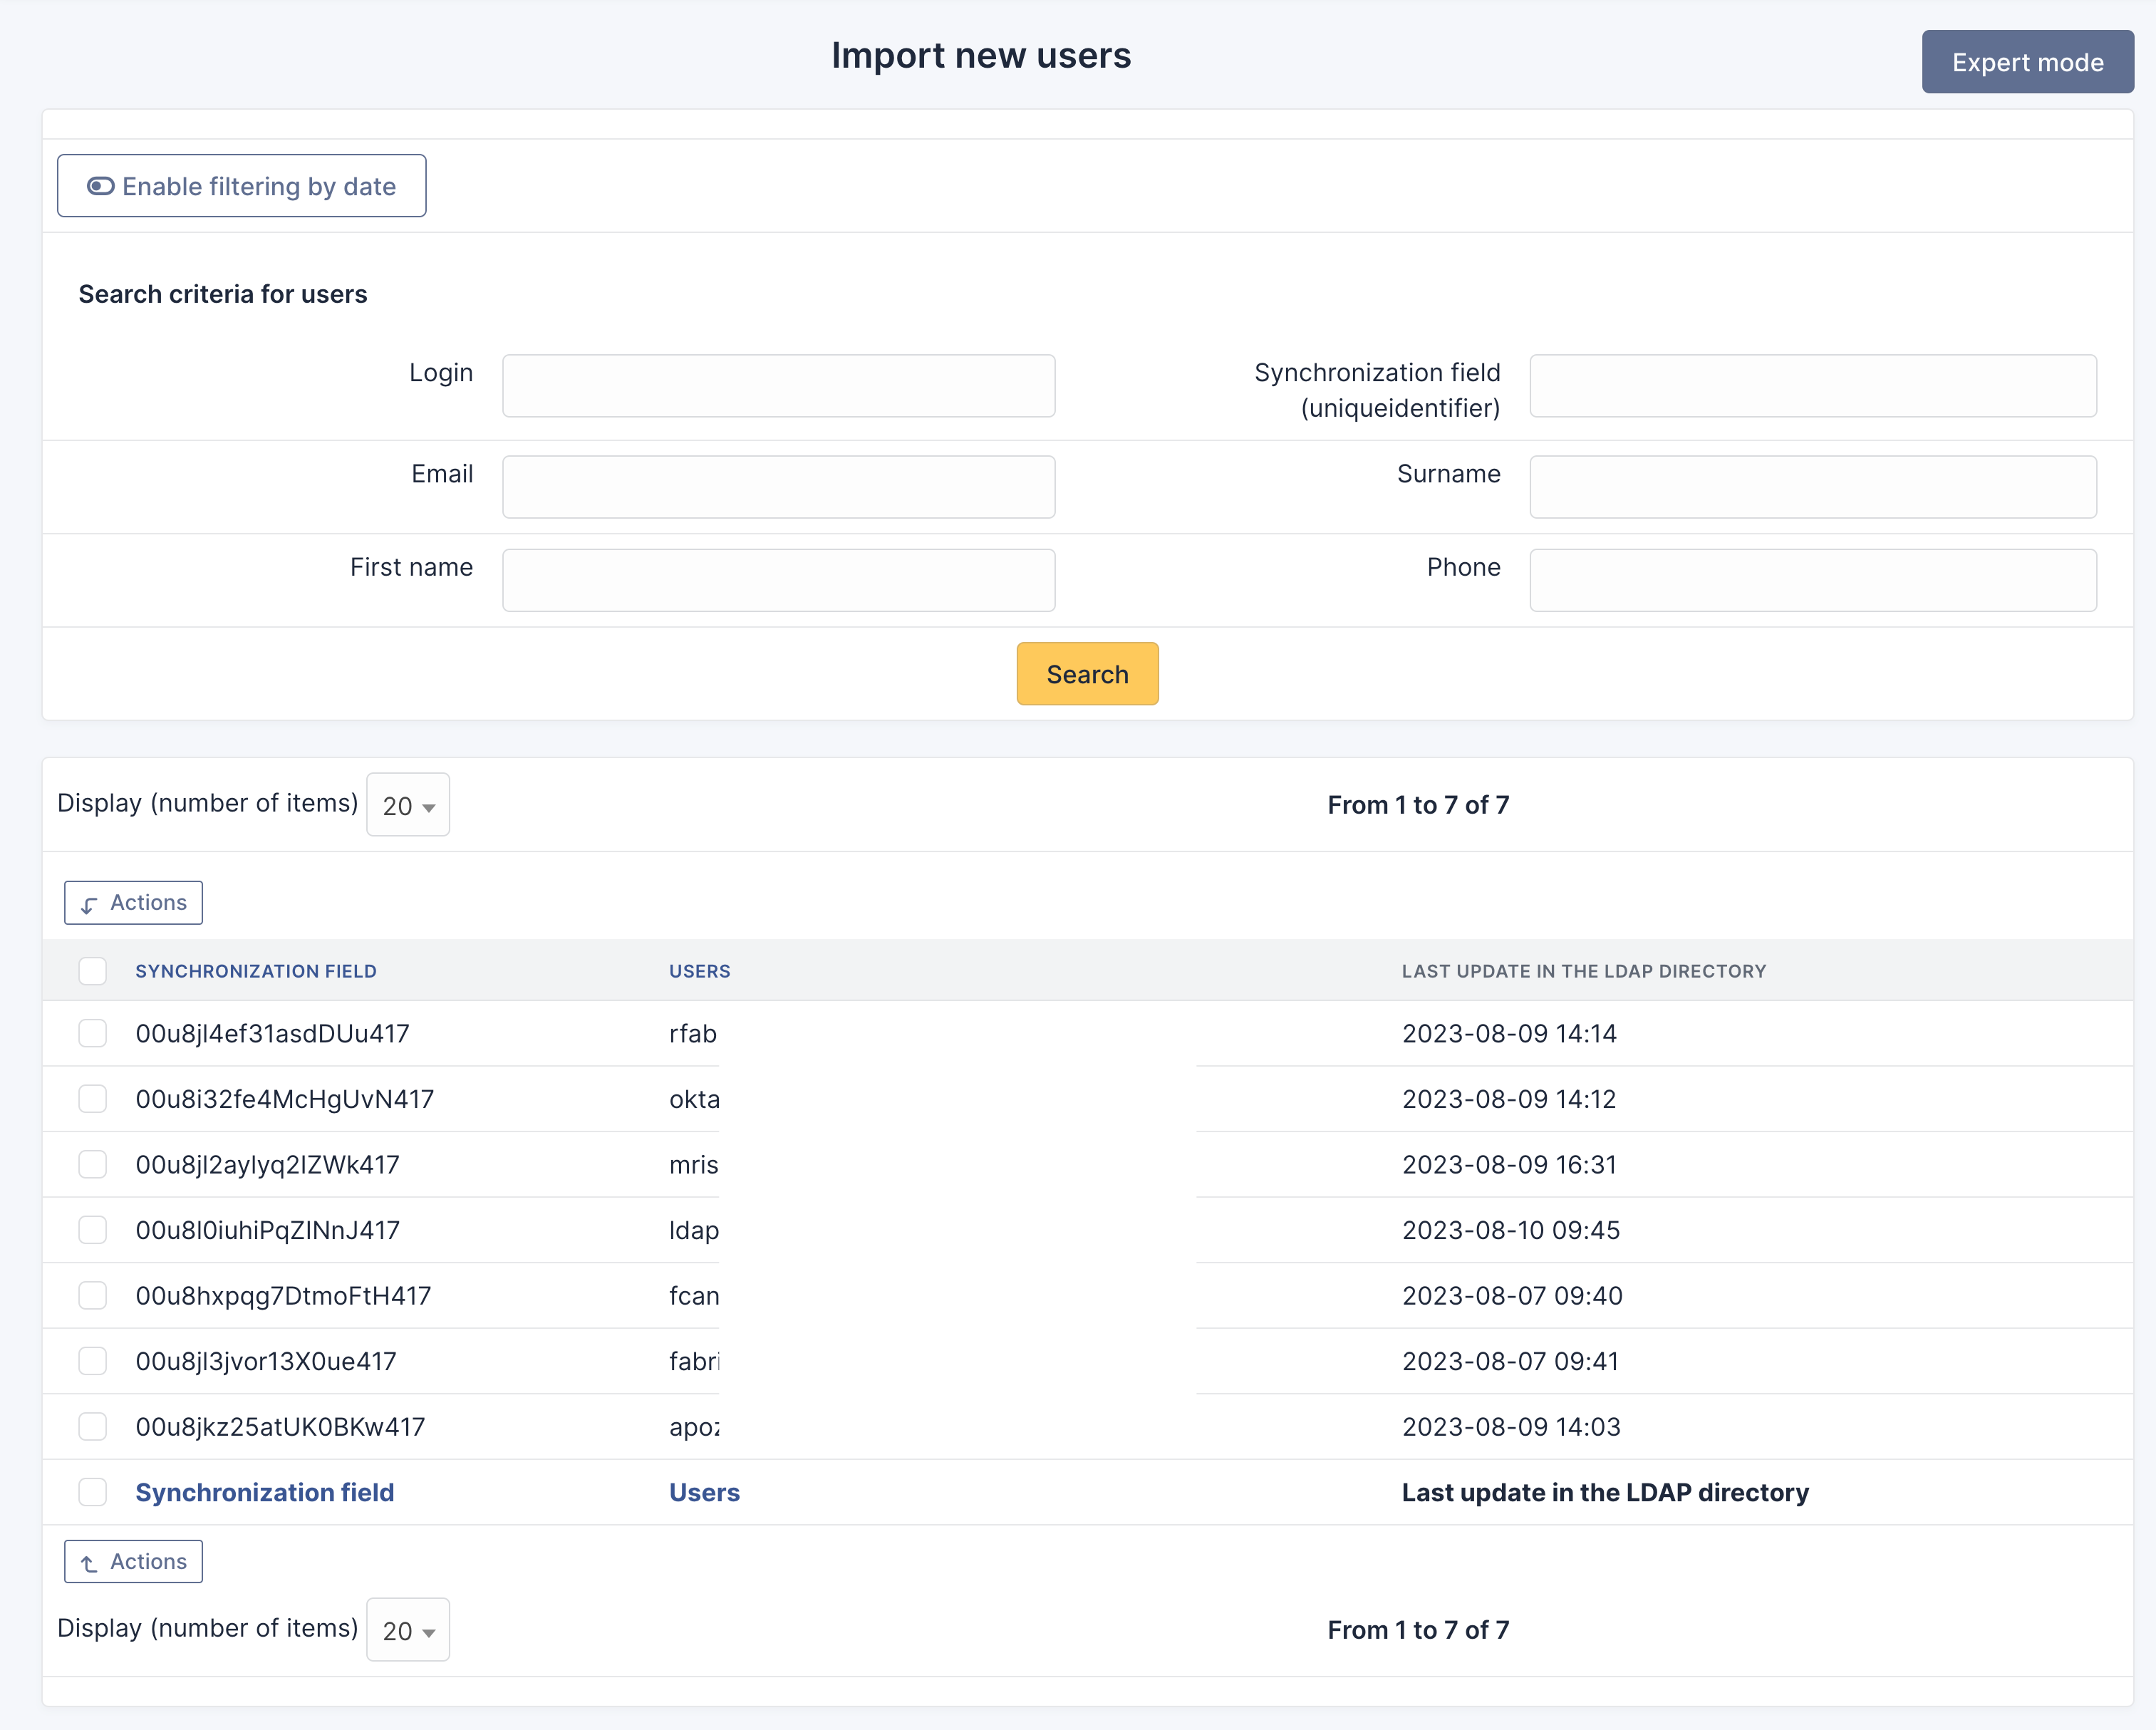 Import new users
Expert mode
Enable filtering by date
Search criteria for users
Login
Synchronization field
(uniqueidentifier)
Email
Surname
First name
Phone
Search
Display (number of items) 20
From 1 to 7 of 7
Actions
SYNCHRONIZATION FIELD USERS LAST UPDATE IN THE LDAP DIRECTORY
00u8jl4ef31asdDUu417 rfab 2023-08-09 14:14
00u8i32fe4McHgUvN417 okta 2023-08-09 14:12
00u8jl2aylyq2IZWk417 mris 2023-08-09 16:31
00u8l0iuhiPqZINnJ417 ldap 2023-08-10 09:45
00u8hxpqg7DtmoFtH417 fcan 2023-08-07 09:40
00u8jl3jvor13X0ue417 fabri 2023-08-07 09:41
00u8jkz25atUK0BKw417 apoz 2023-08-09 14:03
Synchronization field Users Last update in the LDAP directory
Actions
Display (number of items) 20
From 1 to 7 of 7